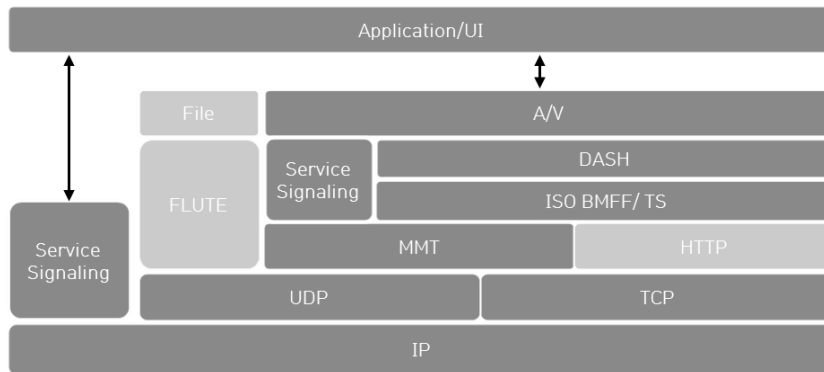 Application/UI
File
A/V
Service
Signaling
DASH
FLUTE
ISO BMFF/ TS
Service
Signaling
MMT
HTTP
UDP
TCP
IP